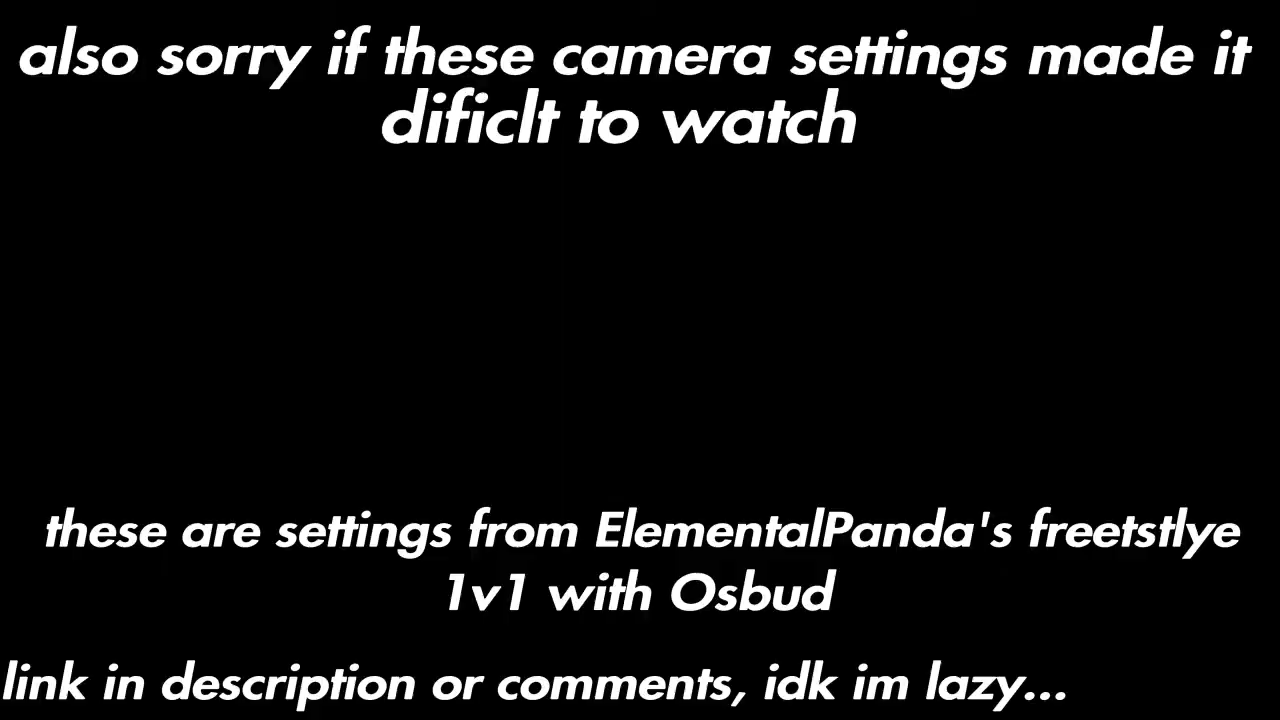 also sorry if these camera settings made it
dificlt to watch
these are settings from ElementalPanda's freetstlye
1v1 with Osbud
link in description or comments, idk im lazy...